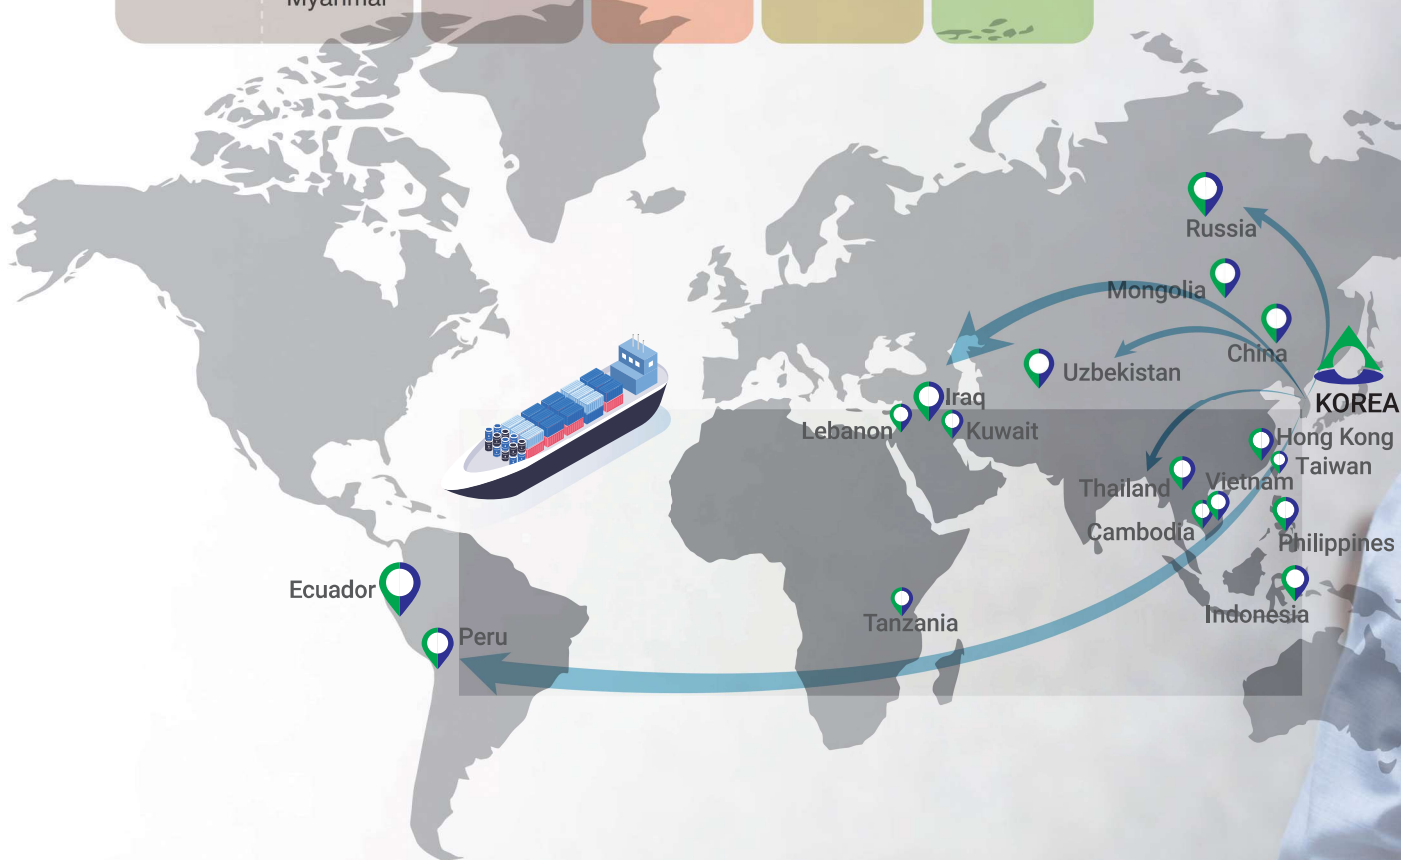 Myanmar
Russia
Mongolia
China
Uzbekistan
KOREA
Iraq
Lebanon
Kuwait
Hong Kong
Taiwan
Thailand
Vietnam
Cambodia
Philippines
Ecuador
Indonesia
Tanzania
Peru